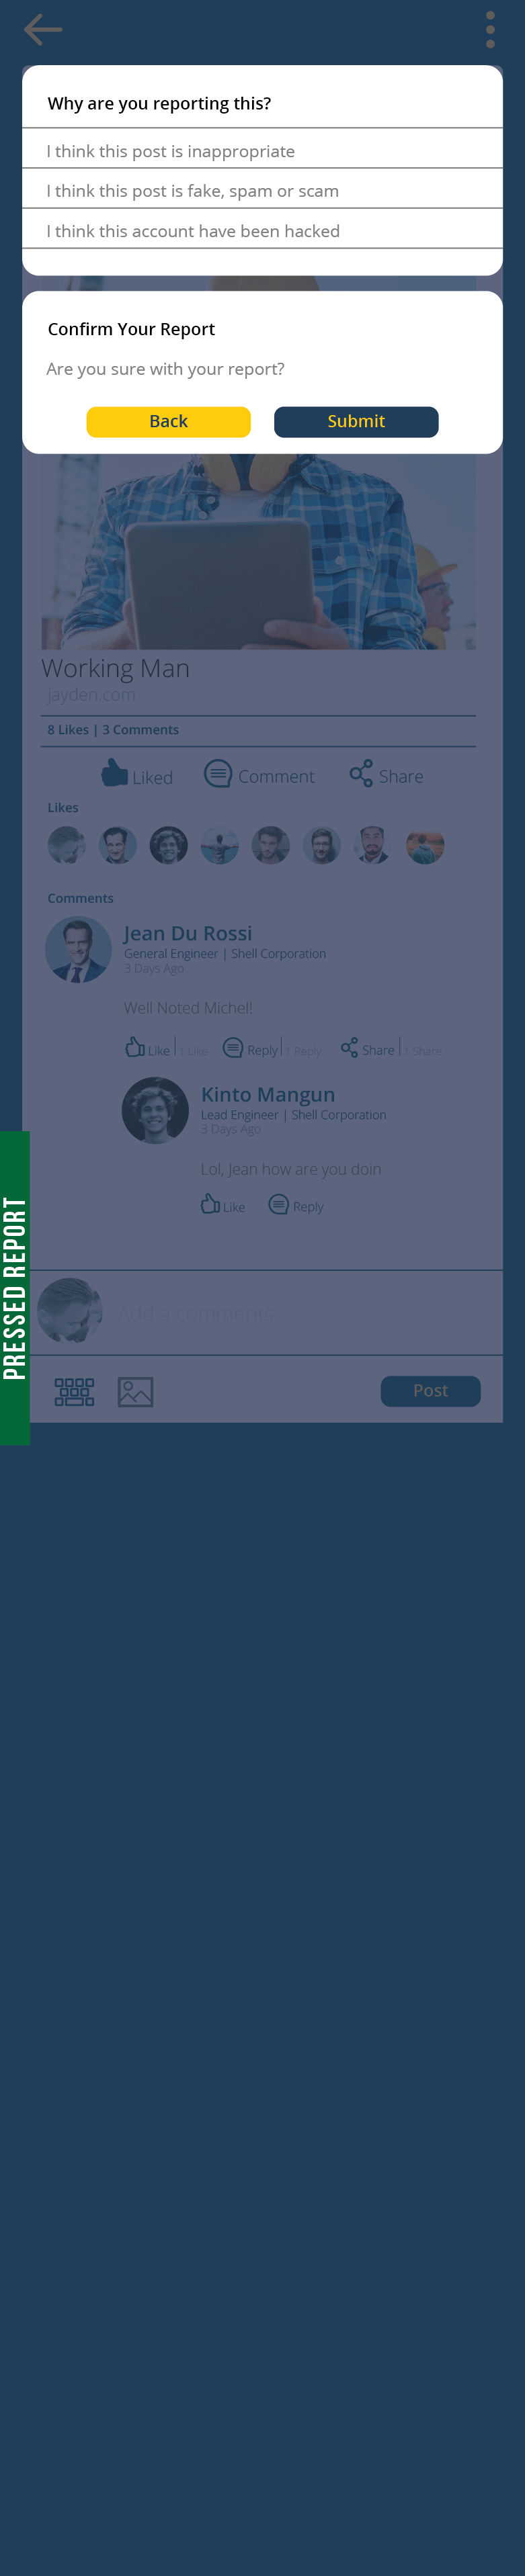 Why are you reporting this?
I think this post is inappropriate
I think this post is fake, spam or scam
I think this account have been hacked
Confirm Your Report
Are you sure with your report?
Back
Submit
Working Man
jayden.com
8 Likes | 3 Comments
Liked
Comment
Share
Likes
Comments
Jean Du Rossi
General Engineer | Shell Corporation
3 Days Ago
Well Noted Michel!
Like | 1 Like
Reply | 1 Reply
Share | 1 Share
Kinto Mangun
Lead Engineer | Shell Corporation
3 Days Ago
Lol, Jean how are you doin
Like
Reply
PRESSED REPORT
Add a comments
Post